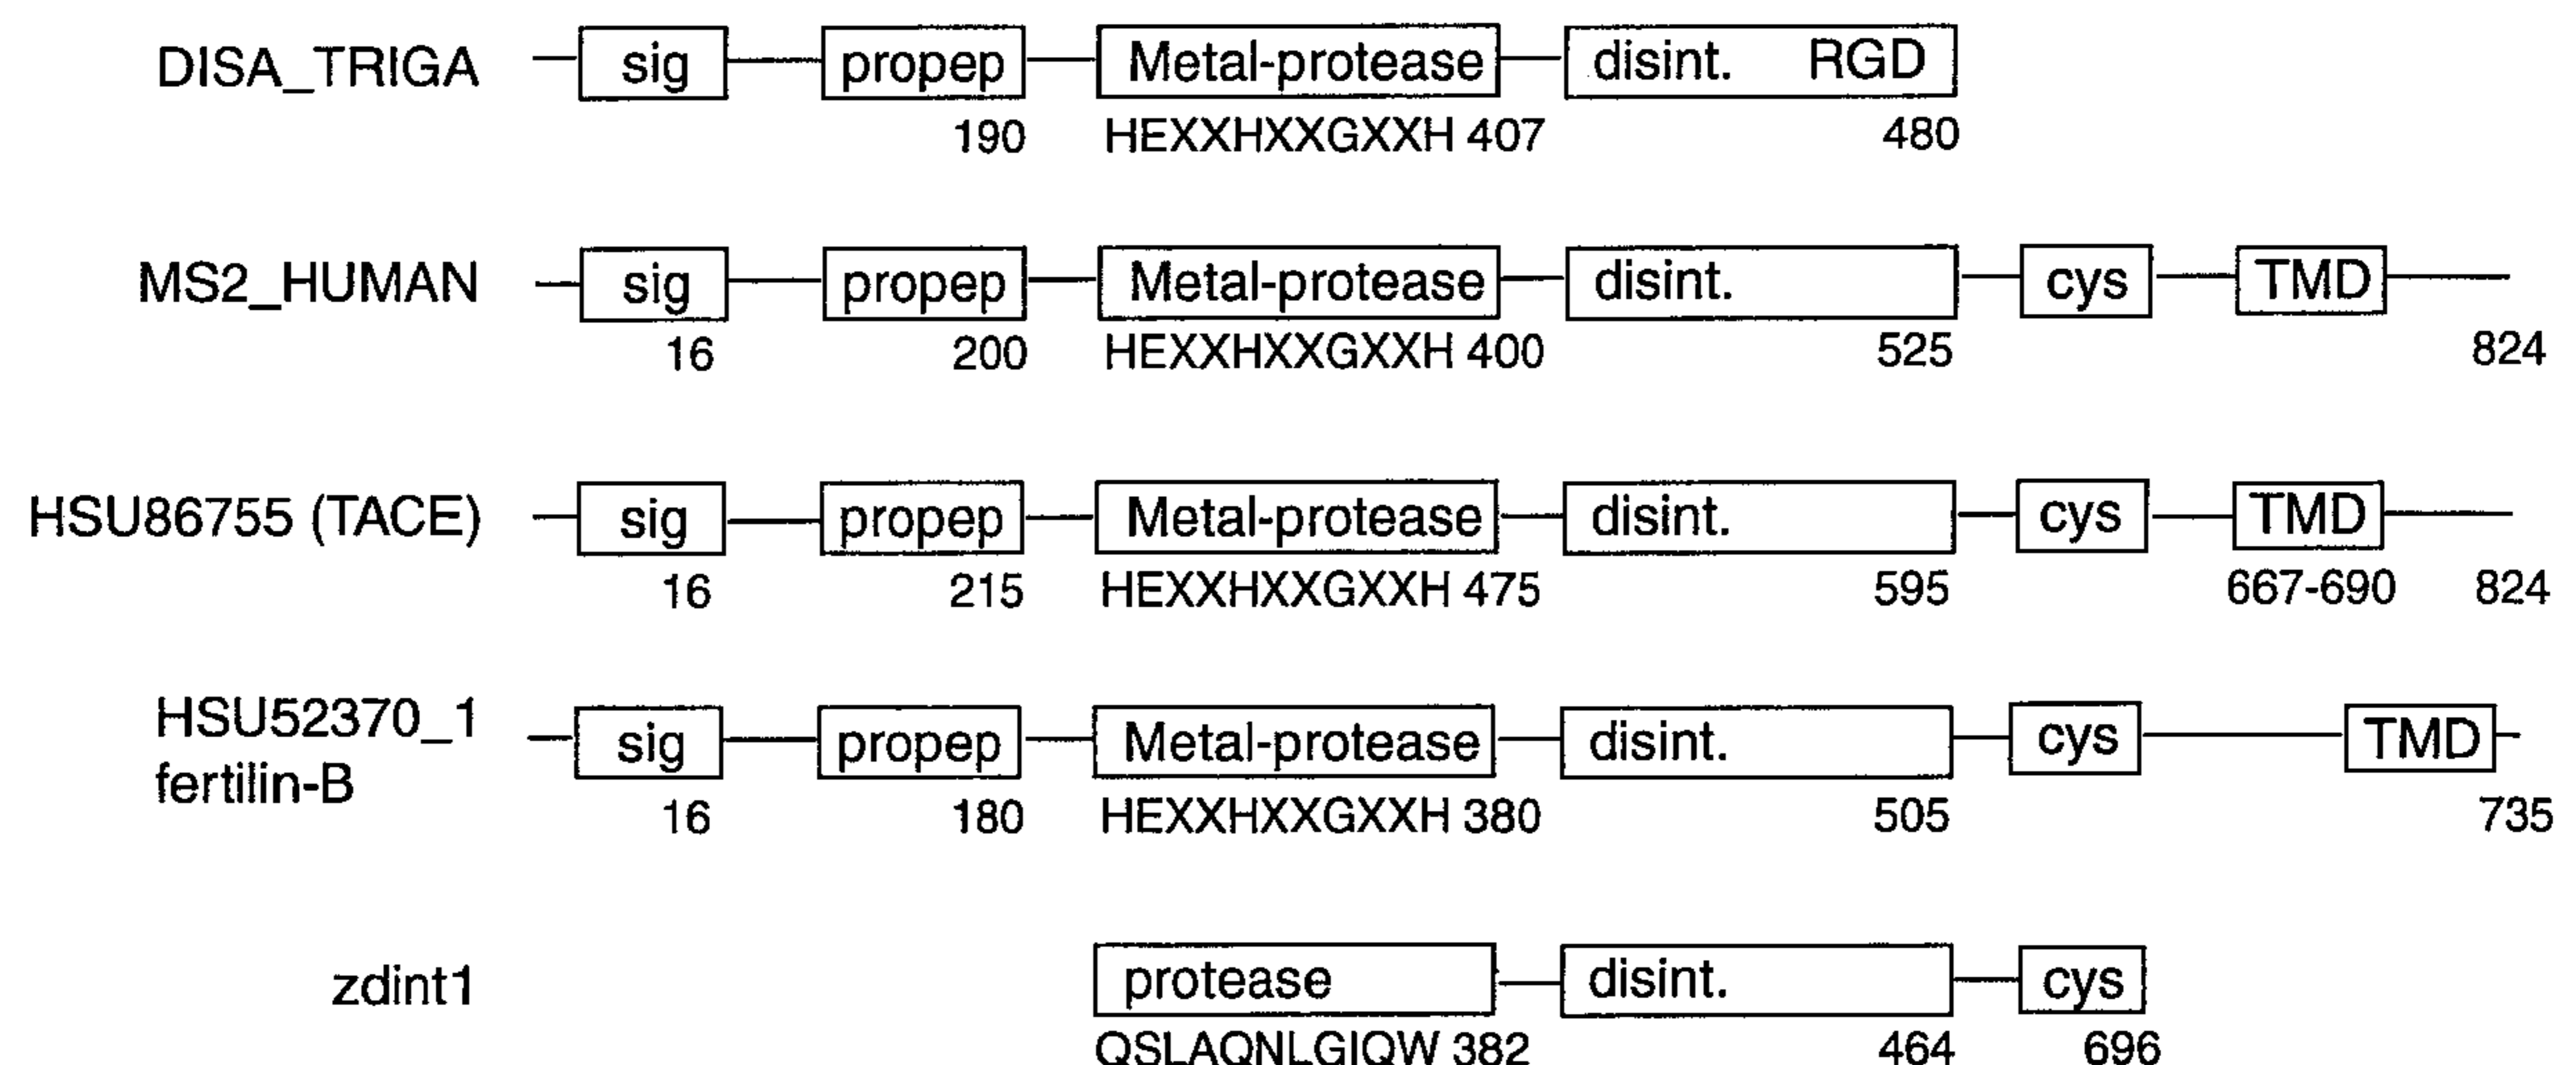 DISA_TRIGA sig propep Metal-protease disint. RGD
190 HEXXHXXGXXH 407 480
MS2_HUMAN sig propep Metal-protease disint. cys TMD
16 200 HEXXHXXGXXH 400 525 824
HSU86755 (TACE) sig propep Metal-protease disint. cys TMD
16 215 HEXXHXXGXXH 475 595 667-690 824
HSU52370_1 sig propep Metal-protease disint. cys TMD
fertilin-B 16 180 HEXXHXXGXXH 380 505 735
zdint1 protease disint. cys
QSLAQNLGIQW 382 464 696